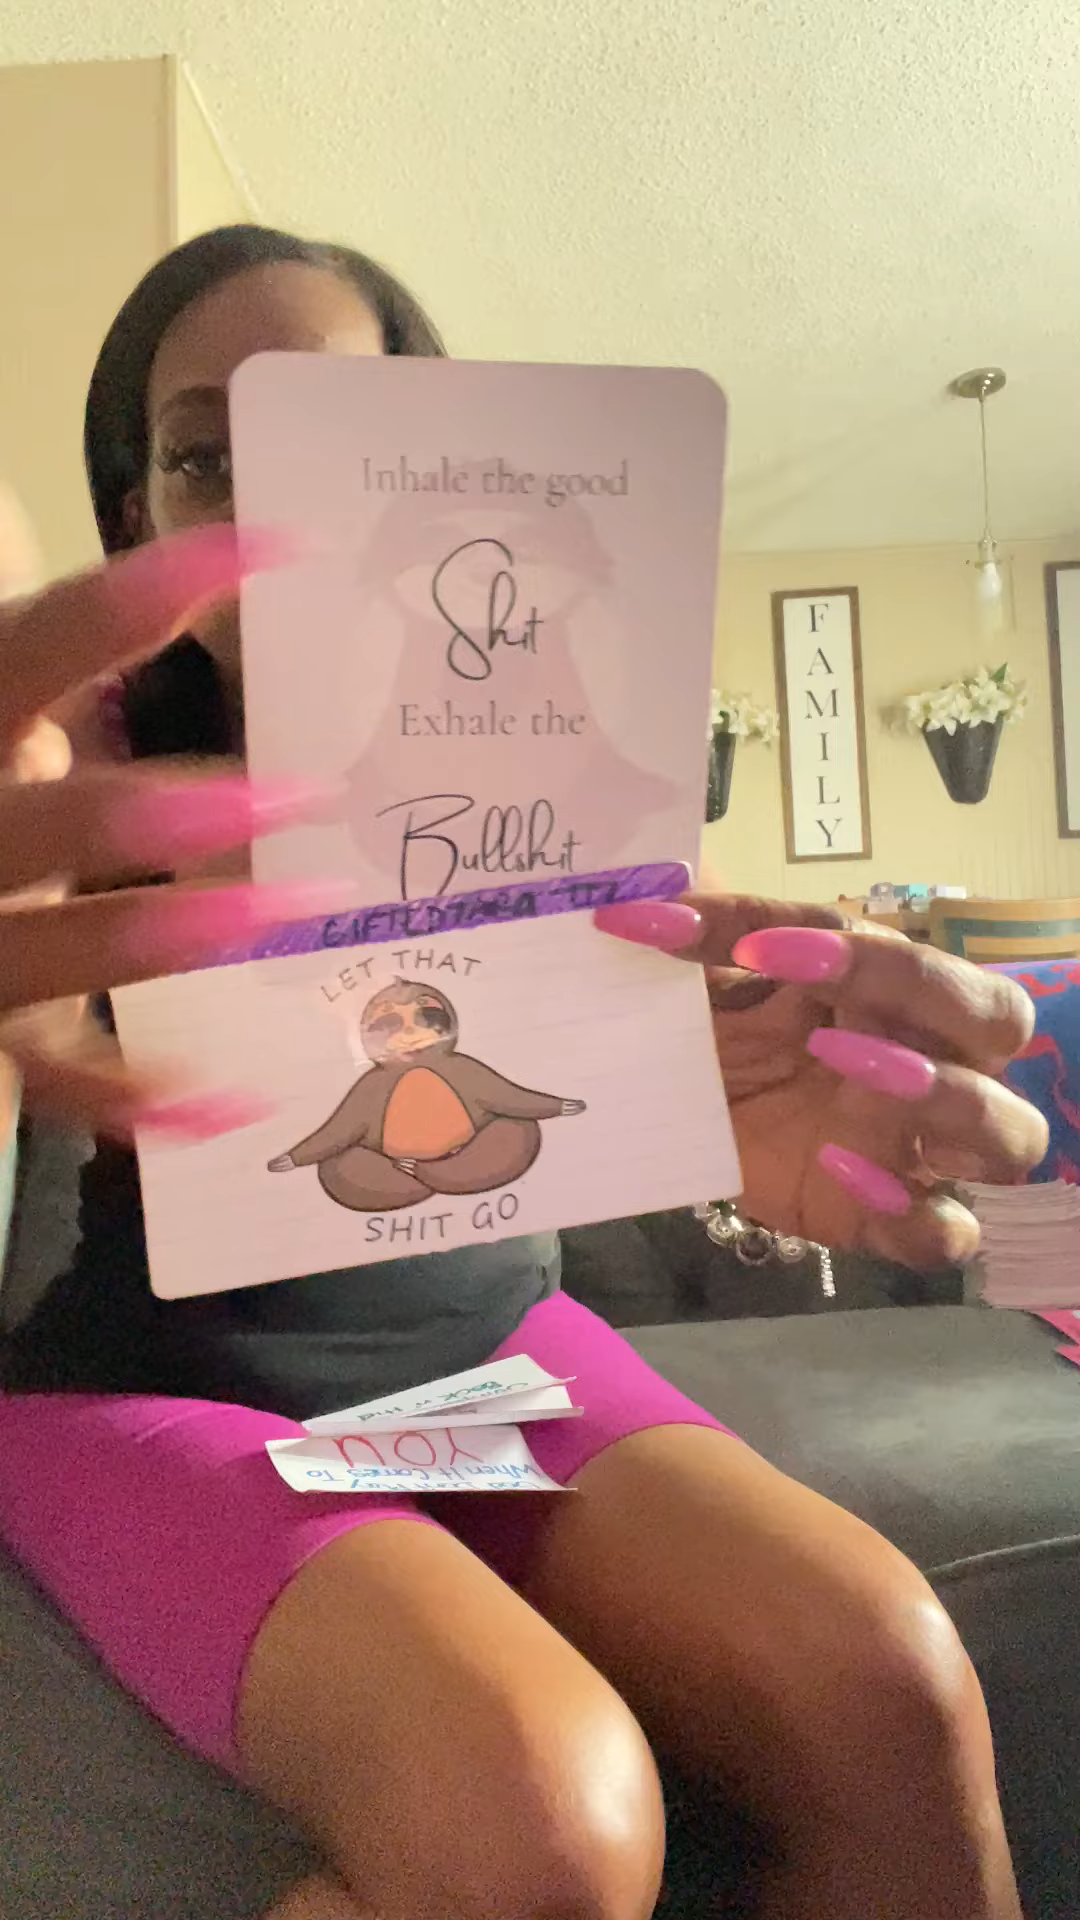 Inhale the good
Shit
Exhale the
Bullshit
LET THAT
SHIT GO
FAMILY
YOU
When It Comes To